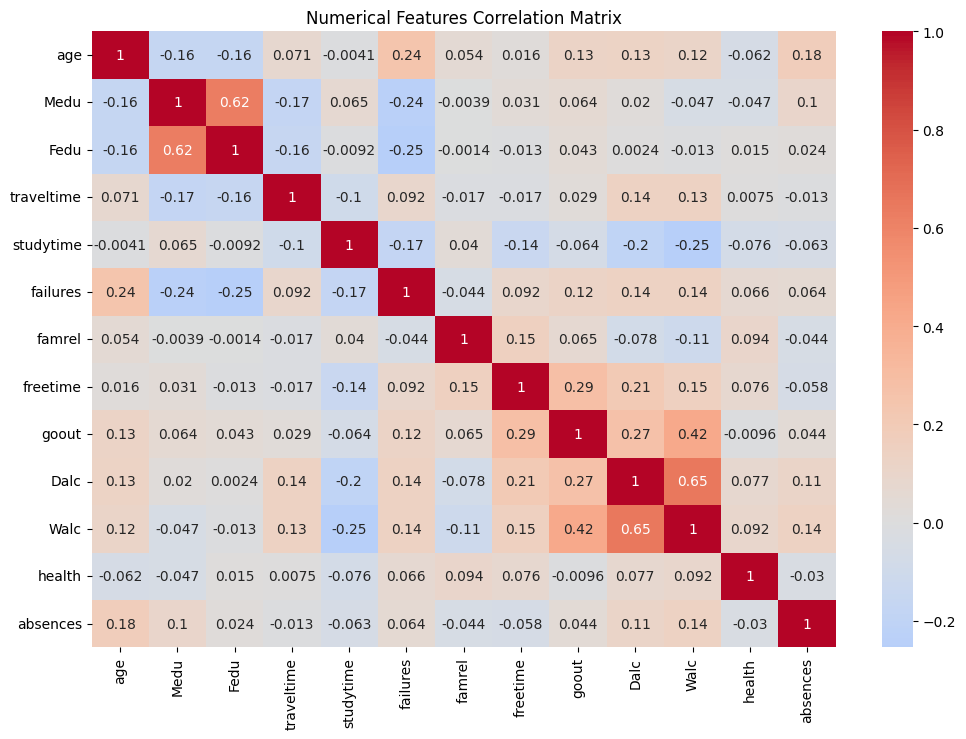 Numerical Features Correlation Matrix
age 1 -0.16 -0.16 0.071 -0.0041 0.24 0.054 0.016 0.13 0.13 0.12 -0.062 0.18
Medu -0.16 1 0.62 -0.17 0.065 -0.24 -0.0039 0.031 0.064 0.02 -0.047 -0.047 0.1
Fedu -0.16 0.62 1 -0.16 -0.0092 -0.25 -0.0014 -0.013 0.043 0.0024 -0.013 0.015 0.024
traveltime 0.071 -0.17 -0.16 1 -0.1 0.092 -0.017 -0.017 0.029 0.14 0.13 0.0075 -0.013
studytime -0.0041 0.065 -0.0092 -0.1 1 -0.17 0.04 -0.14 -0.064 -0.2 -0.25 -0.076 -0.063
failures 0.24 -0.24 -0.25 0.092 -0.17 1 -0.044 0.092 0.12 0.14 0.14 0.066 0.064
famrel 0.054 -0.0039 -0.0014 -0.017 0.04 -0.044 1 0.15 0.065 -0.078 -0.11 0.094 -0.044
freetime 0.016 0.031 -0.013 -0.017 -0.14 0.092 0.15 1 0.29 0.21 0.15 0.076 -0.058
goout 0.13 0.064 0.043 0.029 -0.064 0.12 0.065 0.29 1 0.27 0.42 -0.0096 0.044
Dalc 0.13 0.02 0.0024 0.14 -0.2 0.14 -0.078 0.21 0.27 1 0.65 0.077 0.11
Walc 0.12 -0.047 -0.013 0.13 -0.25 0.14 -0.11 0.15 0.42 0.65 1 0.092 0.14
health -0.062 -0.047 0.015 0.0075 -0.076 0.066 0.094 0.076 -0.0096 0.077 0.092 1 -0.03
absences 0.18 0.1 0.024 -0.013 -0.063 0.064 -0.044 -0.058 0.044 0.11 0.14 -0.03 1
age Medu Fedu traveltime studytime failures famrel freetime goout Dalc Walc health absences
1.0
0.8
0.6
0.4
0.2
0.0
−0.2